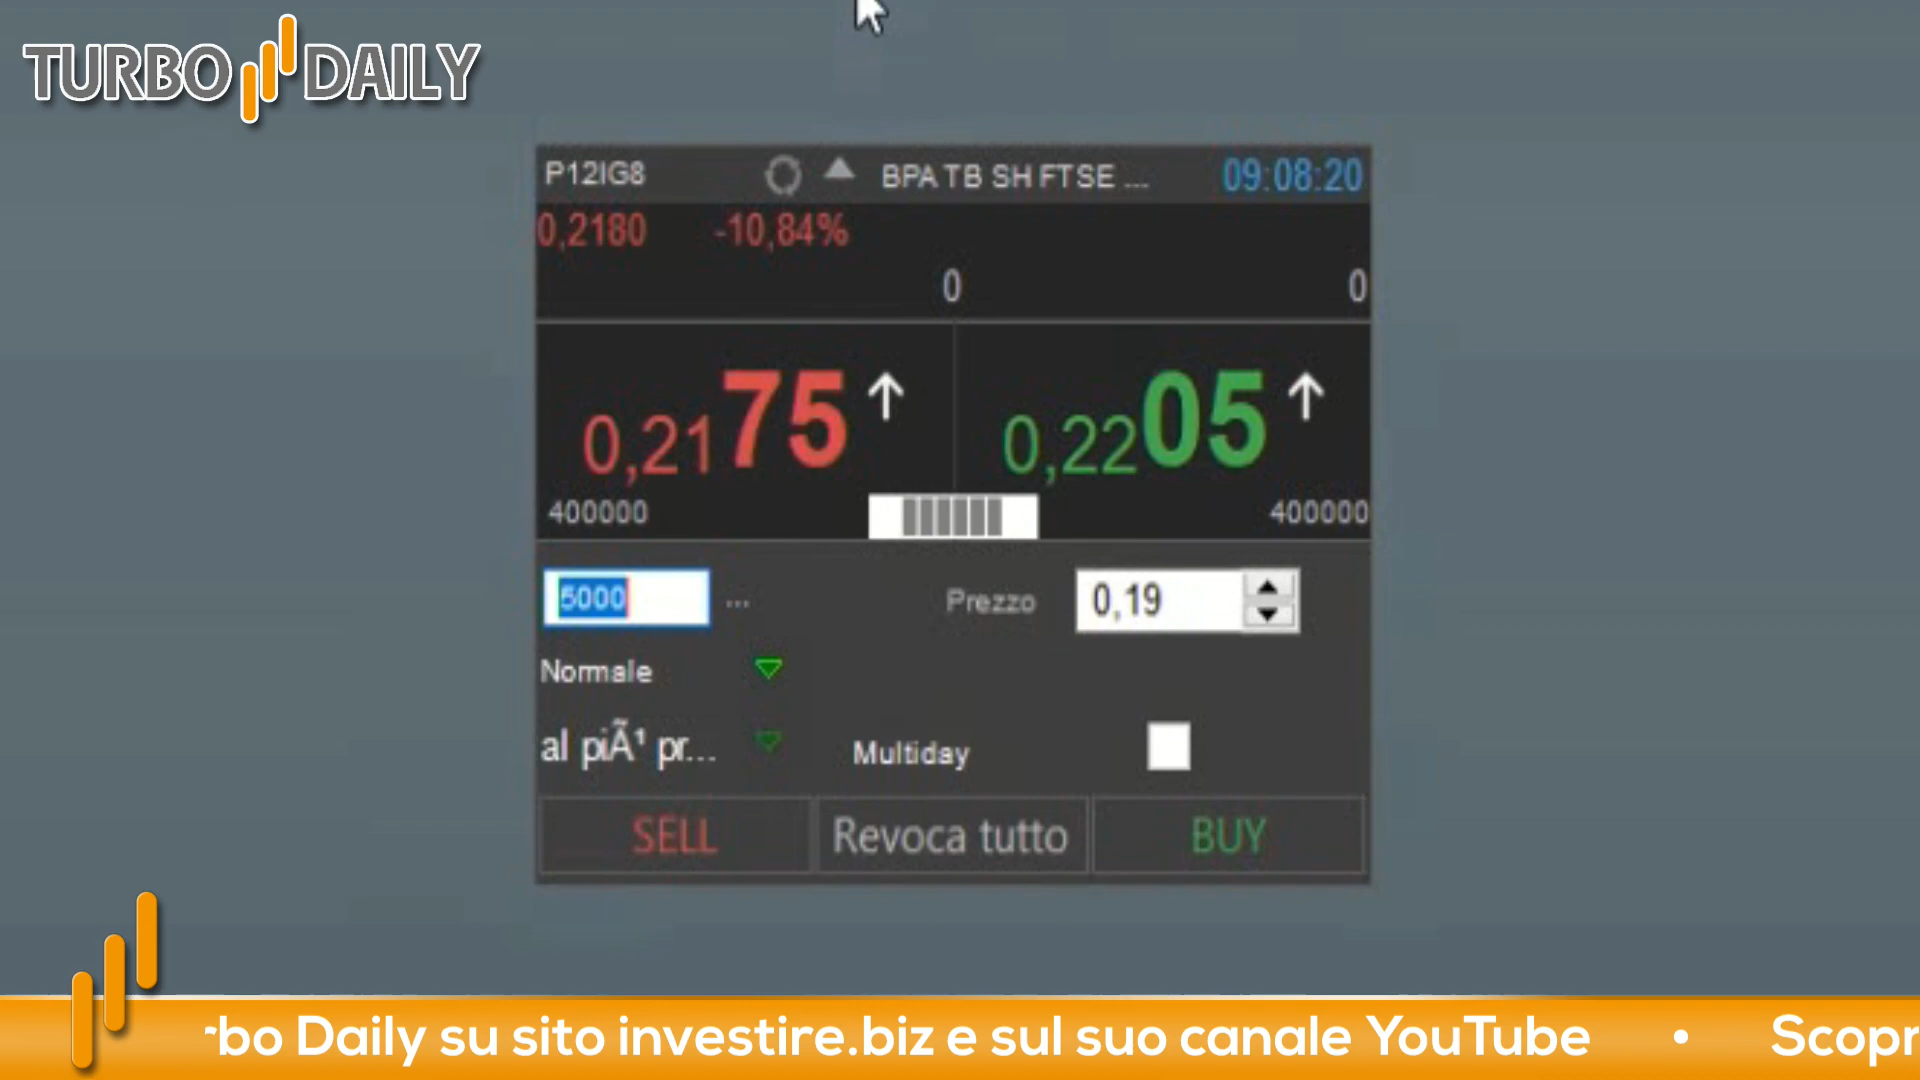 TURBO DAILY
P12IG8 BPA TB SH FTSE ... 09:08:20
0,2180 -10,84%
0 0
0,2175 0,2205
400000 400000
5000 ... Prezzo 0,19
Normale
al piÃ¹ pr... Multiday
SELL Revoca tutto BUY
rbo Daily su sito investire.biz e sul suo canale YouTube • Scopr